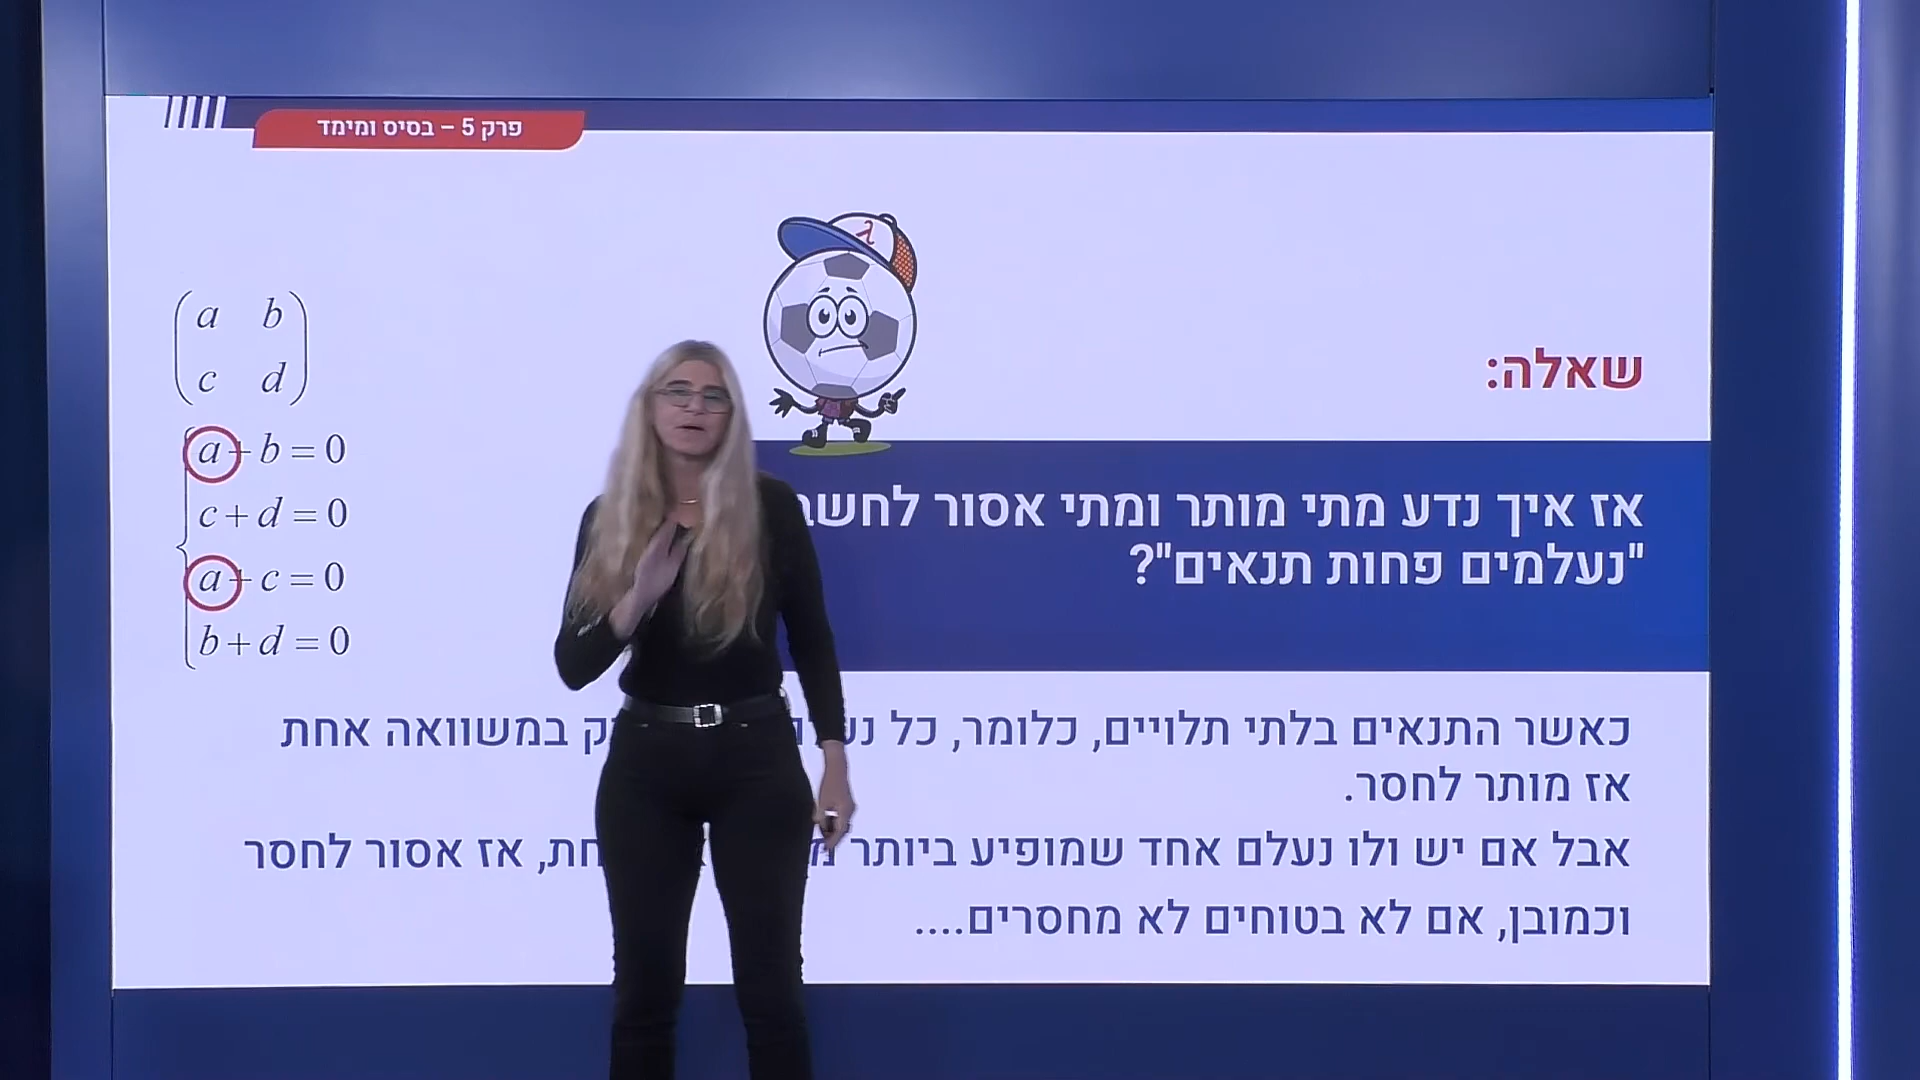 פרק 5 – בסיס ומימד
λ
שאלה:
( a b
c d )
a + b = 0
c + d = 0
a + c = 0
b + d = 0
אז איך נדע מתי מותר ומתי אסור
"נעלמים פחות תנאים"?
כאשר התנאים בלתי תלויים, כלומר, כל במשוואה אחת
אז מותר לחסר.
אבל אם יש ולו נעלם אחד שמופיע ביותר אז אסור לחסר
וכמובן, אם לא בטוחים לא מחסרים....